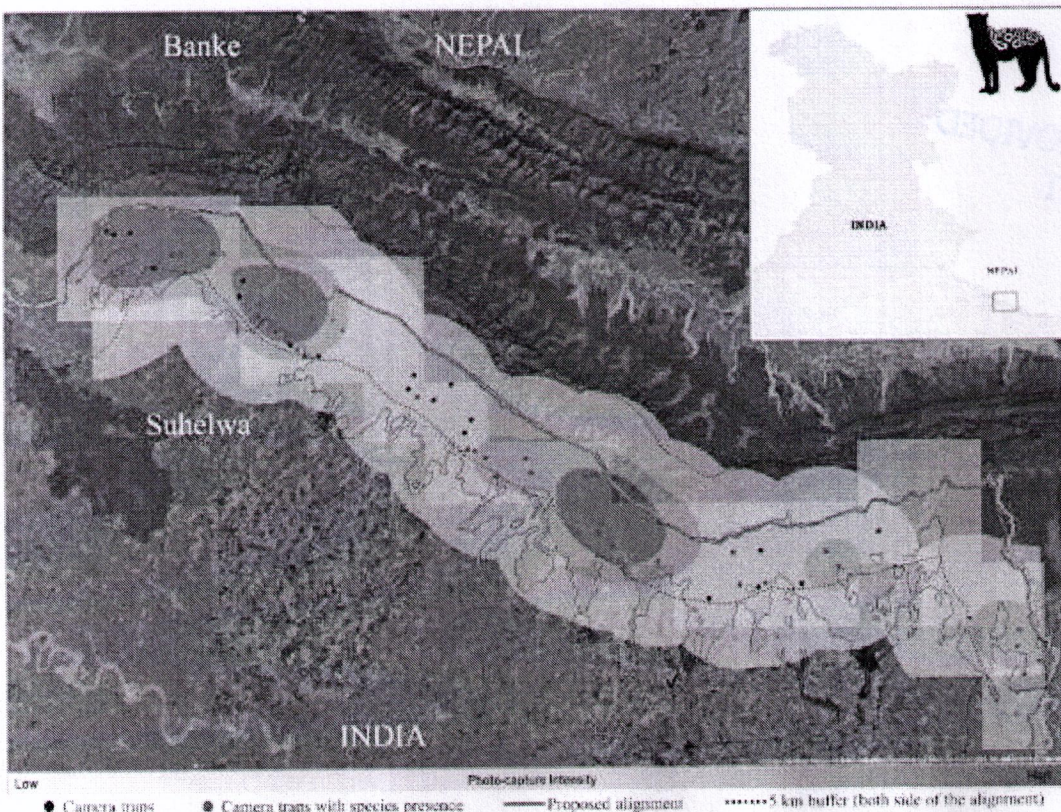 Banke
NEPAL
INDIA
NEPAL
Suhelwa
INDIA
Low
Photo-capture Intensity
High
Camera traps
Camera traps with species presence
Proposed alignment
5 km buffer (both side of the alignment)